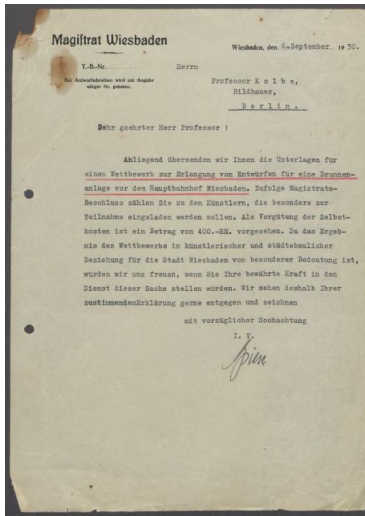 Magistrat Wiesbaden
Wiesbaden, den 6.September 1930.
T.-B.-Nr.
Bei Antwortschreiben wird um Angabe
obiger Nr. gebeten.
Herrn
Professor K o l b e,
Bildhauer,
B e r l i n .
Sehr geehrter Herr Professor !
Anliegend übersenden wir Ihnen die Unterlagen für
einen Wettbewerb zur Erlangung von Entwürfen für eine Brunnen-
anlage vor dem Hauptbahnhof Wiesbaden. Zufolge Magistrats-
Beschluss zählen Sie zu den Künstlern, die besonders zur
Teilnahme eingeladen werden sollen. Als Vergütung der Selbst-
kosten ist ein Betrag von 400.-RM. vorgesehen. Da das Ergeb-
nis des Wettbewerbs in künstlerischer und städtebaulicher
Beziehung für die Stadt Wiesbaden von besonderer Bedeutung ist,
würden wir uns freuen, wenn Sie Ihre bewährte Kraft in den
Dienst dieser Sache stellen würden. Wir sehen deshalb Ihrer
zustimmendenErklärung gerne entgegen und zeichnen
mit vorzüglicher Hochachtung
I. V.